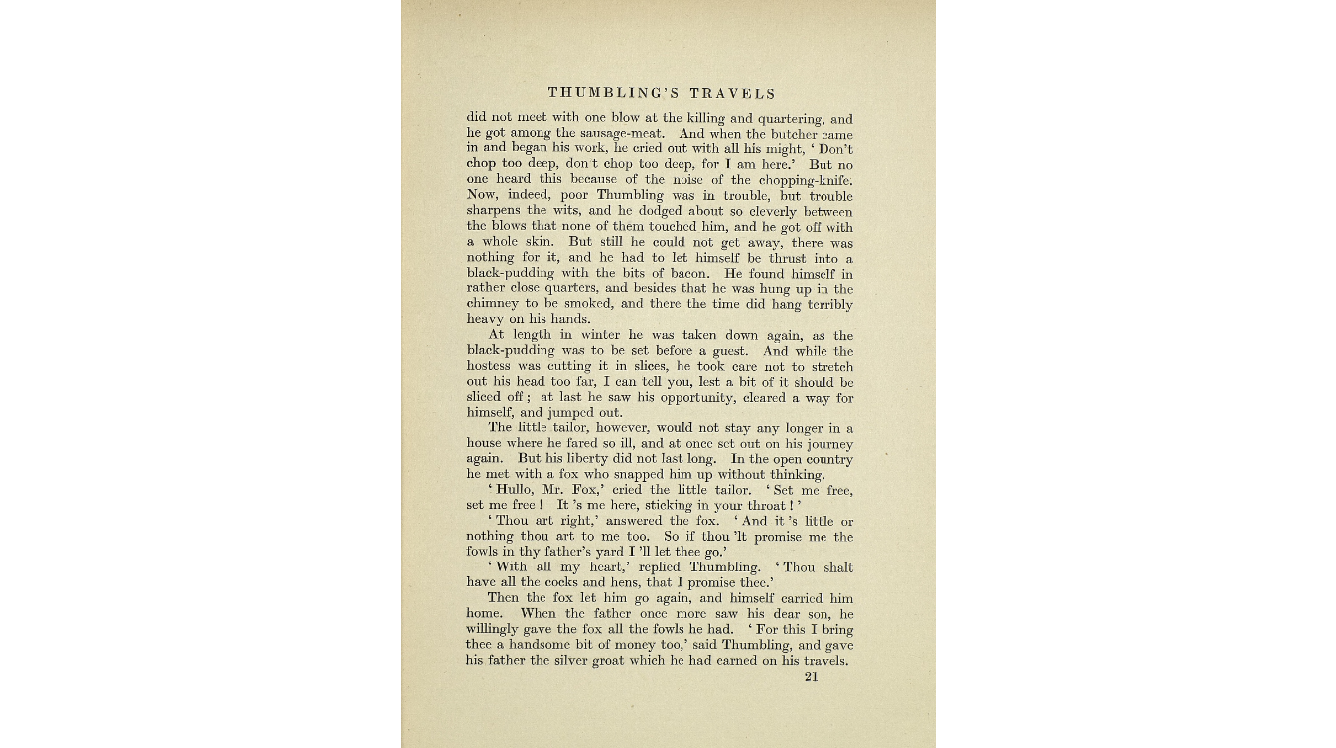 THUMBLING'S TRAVELS
did not meet with one blow at the killing and quartering, and
he got among the sausage-meat. And when the butcher came
in and began his work, he cried out with all his might, ‘ Don't
chop too deep, don't chop too deep, for I am here.’ But no
one heard this because of the noise of the chopping-knife.
Now, indeed, poor Thumbling was in trouble, but trouble
sharpens the wits, and he dodged about so cleverly between
the blows that none of them touched him, and he got off with
a whole skin. But still he could not get away, there was
nothing for it, and he had to let himself be thrust into a
black-pudding with the bits of bacon. He found himself in
rather close quarters, and besides that he was hung up in the
chimney to be smoked, and there the time did hang terribly
heavy on his hands.
At length in winter he was taken down again, as the
black-pudding was to be set before a guest. And while the
hostess was cutting it in slices, he took care not to stretch
out his head too far, I can tell you, lest a bit of it should be
sliced off ; at last he saw his opportunity, cleared a way for
himself, and jumped out.
The little tailor, however, would not stay any longer in a
house where he fared so ill, and at once set out on his journey
again. But his liberty did not last long. In the open country
he met with a fox who snapped him up without thinking.
‘ Hullo, Mr. Fox,’ cried the little tailor. ‘ Set me free,
set me free ! It 's me here, sticking in your throat ! ’
‘ Thou art right,’ answered the fox. ‘ And it 's little or
nothing thou art to me too. So if thou 'lt promise me the
fowls in thy father's yard I 'll let thee go.’
‘ With all my heart,’ replied Thumbling. ‘ Thou shalt
have all the cocks and hens, that I promise thee.’
Then the fox let him go again, and himself carried him
home. When the father once more saw his dear son, he
willingly gave the fox all the fowls he had. ‘ For this I bring
thee a handsome bit of money too,’ said Thumbling, and gave
his father the silver groat which he had earned on his travels.
21